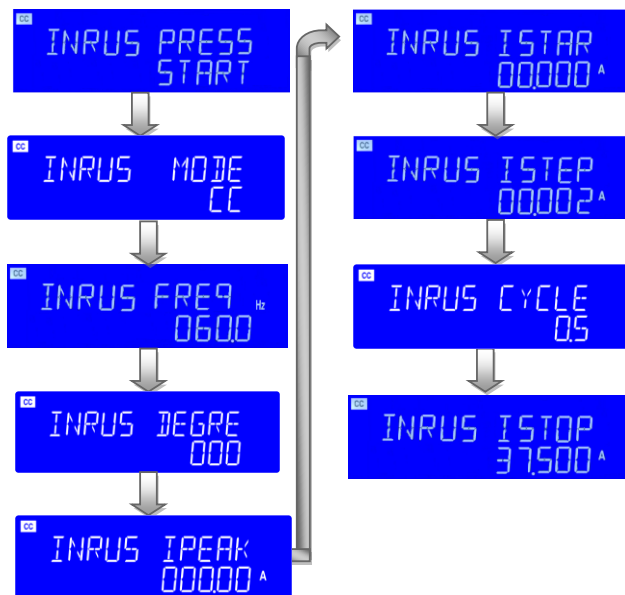 CC
INRUS PRESS
START
CC
INRUS MODE
CC
CC
INRUS FREQ Hz
060.0
CC
INRUS DEGRE
000
CC
INRUS IPEAK
000.00 A
CC
INRUS ISTAR
00.000 A
CC
INRUS ISTEP
00.002 A
CC
INRUS CYCLE
0.5
CC
INRUS ISTOP
37.500 A